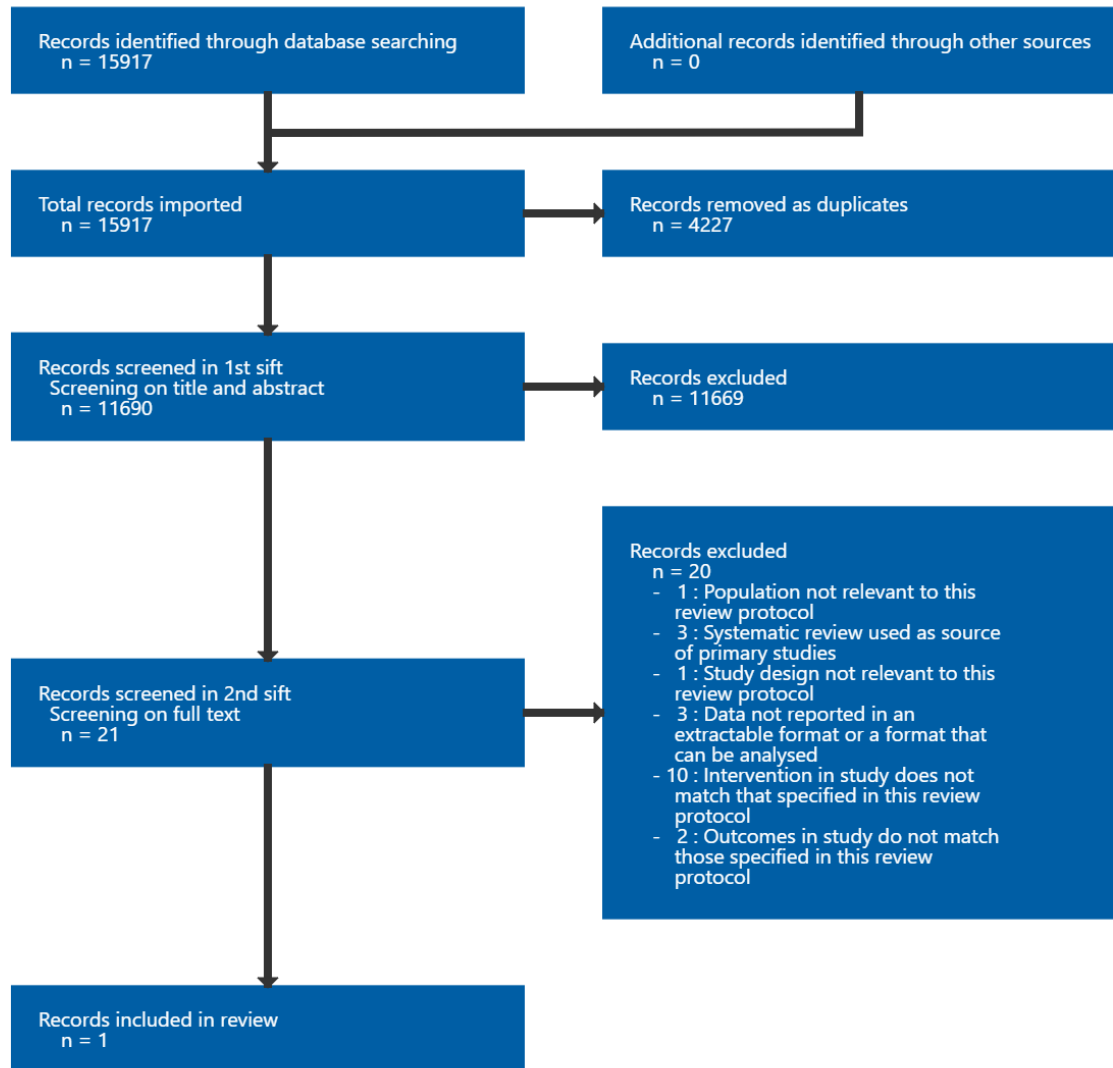 Records identified through database searching
n = 15917
Additional records identified through other sources
n = 0
Total records imported
n = 15917
Records removed as duplicates
n = 4227
Records screened in 1st sift
Screening on title and abstract
n = 11690
Records excluded
n = 11669
Records screened in 2nd sift
Screening on full text
n = 21
Records excluded
n = 20
- 1 : Population not relevant to this
review protocol
- 3 : Systematic review used as source
of primary studies
- 1 : Study design not relevant to this
review protocol
- 3 : Data not reported in an
extractable format or a format that
can be analysed
- 10 : Intervention in study does not
match that specified in this review
protocol
- 2 : Outcomes in study do not match
those specified in this review
protocol
Records included in review
n = 1